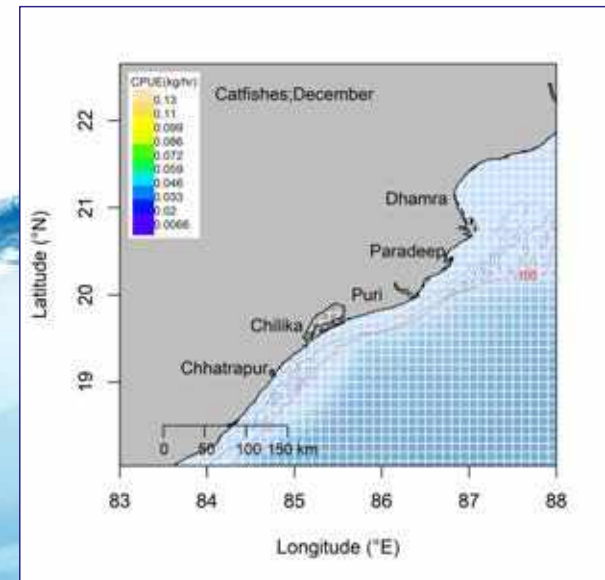 CPUE(kg/hr)
Catfishes;December
0.13
0.11
0.099
0.086
0.072
0.059
0.046
0.033
0.02
0.0066
22
21
20
19
Latitude (°N)
Dhamra
Paradeep
100
Puri
Chilika
Chhatrapur
0 50 100 150 km
83 84 85 86 87 88
Longitude (°E)